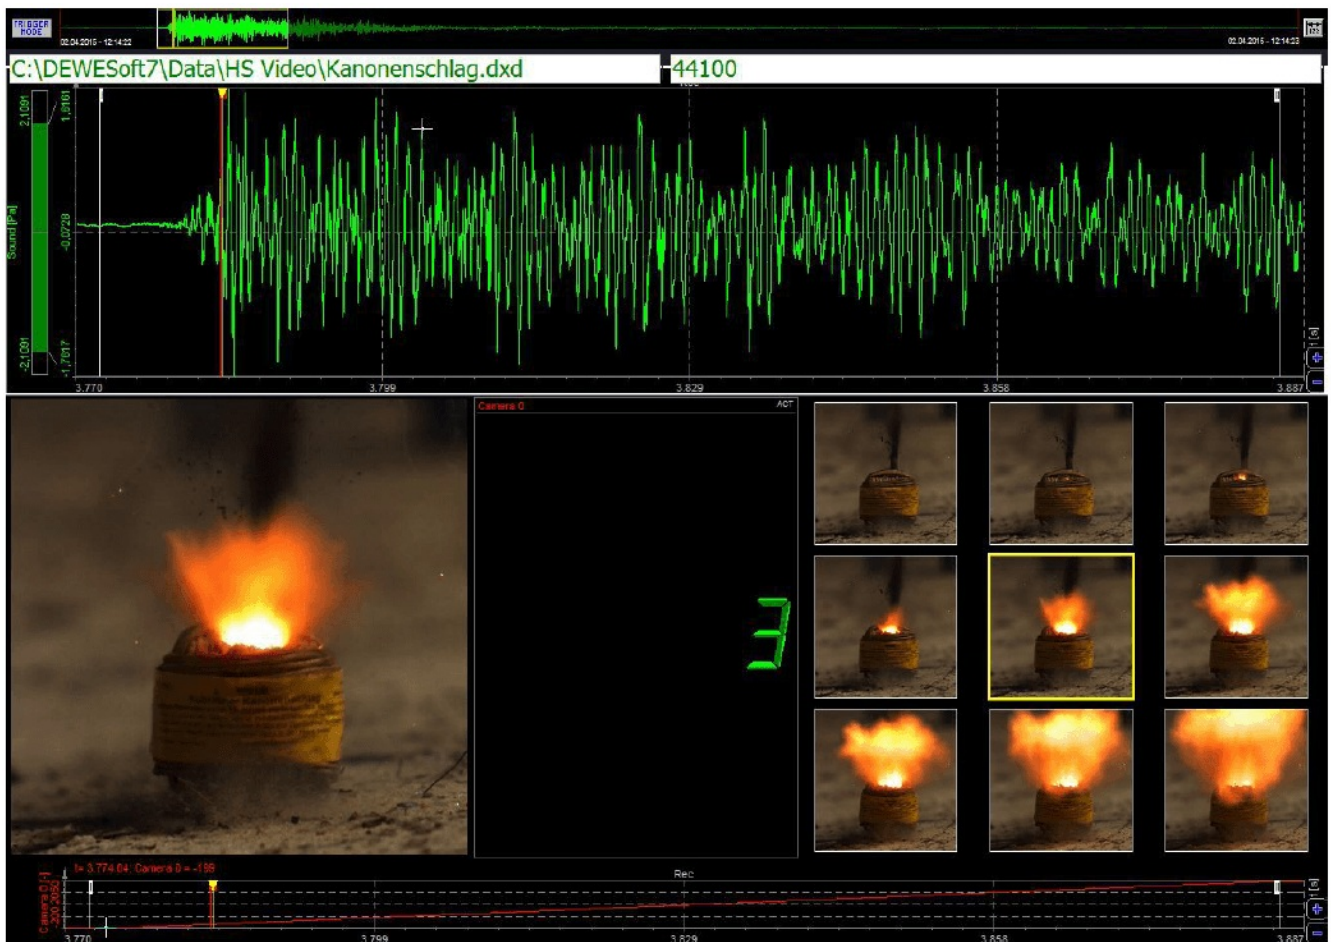 TRIGGER
MODE
02.04.2015 - 12:14:22
02.04.2015 - 12:14:23
C:\DEWESoft7\Data\HS Video\Kanonenschlag.dxd
44100
Sound [Pa]
2,1091
-2,1091
1,6161
-0,0728
-1,7617
3.770
3.799
3.829
3.858
3.887
t [s]
Camera 0
ACT
3
t= 3.774.04; Camera 0 = -199
Rec
Camera 0 [-]
3.770
3.799
3.829
3.858
3.887
t [s]